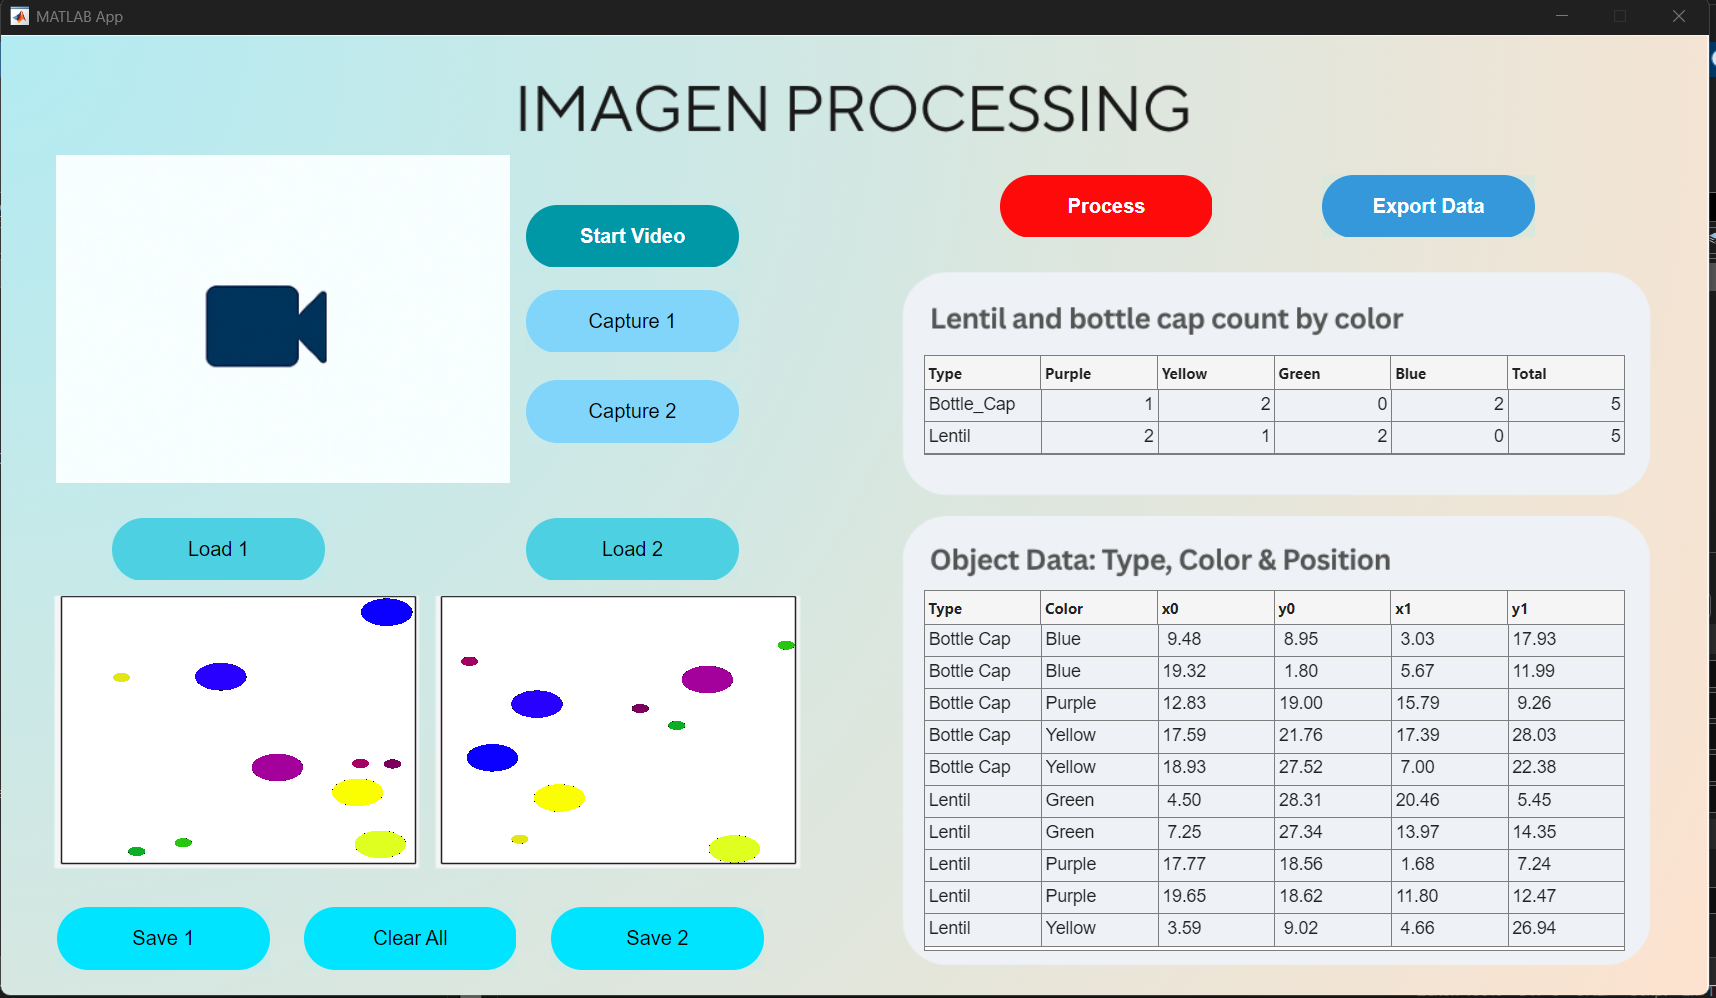 MATLAB App
IMAGEN PROCESSING
Start Video
Capture 1
Capture 2
Process
Export Data
Lentil and bottle cap count by color
Type Purple Yellow Green Blue Total
Bottle_Cap 1 2 0 2 5
Lentil 2 1 2 0 5
Load 1
Load 2
Object Data: Type, Color & Position
Type Color x0 y0 x1 y1
Bottle Cap Blue 9.48 8.95 3.03 17.93
Bottle Cap Blue 19.32 1.80 5.67 11.99
Bottle Cap Purple 12.83 19.00 15.79 9.26
Bottle Cap Yellow 17.59 21.76 17.39 28.03
Bottle Cap Yellow 18.93 27.52 7.00 22.38
Lentil Green 4.50 28.31 20.46 5.45
Lentil Green 7.25 27.34 13.97 14.35
Lentil Purple 17.77 18.56 1.68 7.24
Lentil Purple 19.65 18.62 11.80 12.47
Lentil Yellow 3.59 9.02 4.66 26.94
Save 1
Clear All
Save 2